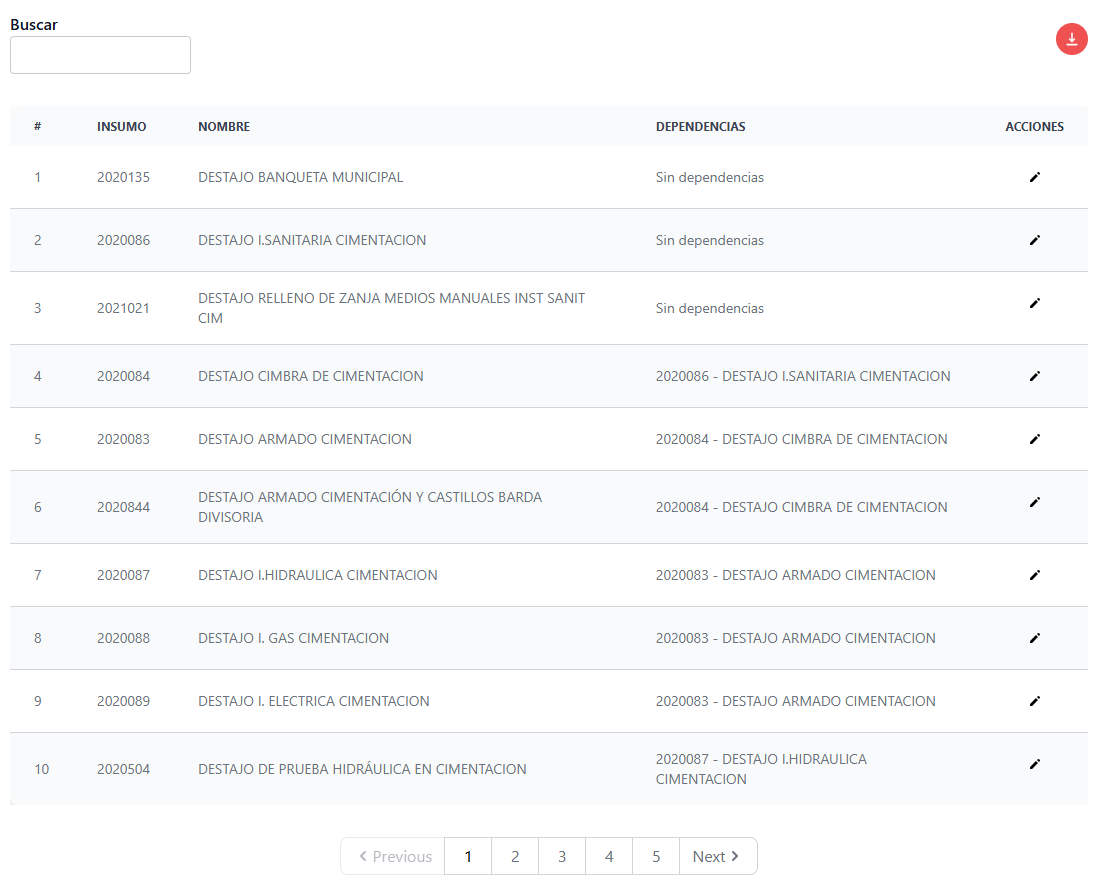 Buscar
# INSUMO NOMBRE DEPENDENCIAS ACCIONES
1 2020135 DESTAJO BANQUETA MUNICIPAL Sin dependencias
2 2020086 DESTAJO I.SANITARIA CIMENTACION Sin dependencias
3 2021021 DESTAJO RELLENO DE ZANJA MEDIOS MANUALES INST SANIT
CIM Sin dependencias
4 2020084 DESTAJO CIMBRA DE CIMENTACION 2020086 - DESTAJO I.SANITARIA CIMENTACION
5 2020083 DESTAJO ARMADO CIMENTACION 2020084 - DESTAJO CIMBRA DE CIMENTACION
6 2020844 DESTAJO ARMADO CIMENTACIÓN Y CASTILLOS BARDA
DIVISORIA 2020084 - DESTAJO CIMBRA DE CIMENTACION
7 2020087 DESTAJO I.HIDRAULICA CIMENTACION 2020083 - DESTAJO ARMADO CIMENTACION
8 2020088 DESTAJO I. GAS CIMENTACION 2020083 - DESTAJO ARMADO CIMENTACION
9 2020089 DESTAJO I. ELECTRICA CIMENTACION 2020083 - DESTAJO ARMADO CIMENTACION
10 2020504 DESTAJO DE PRUEBA HIDRÁULICA EN CIMENTACION 2020087 - DESTAJO I.HIDRAULICA
CIMENTACION
Previous 1 2 3 4 5 Next